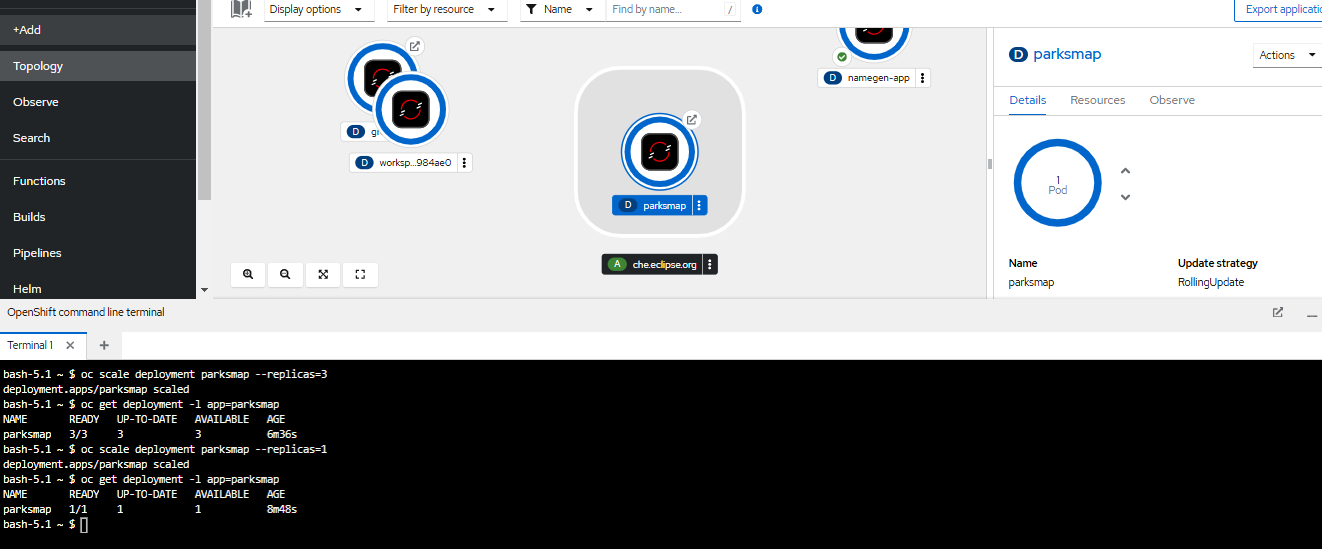 Display options
Filter by resource
Name
Find by name...
/
Export applicatio
+Add
Topology
Observe
Search
Functions
Builds
Pipelines
Helm
D
D worksp...984ae0
D parksmap
A che.eclipse.org
D namegen-app
D parksmap
Actions
Details Resources Observe
1
Pod
Name Update strategy
parksmap RollingUpdate
OpenShift command line terminal
Terminal 1
bash-5.1 ~ $ oc scale deployment parksmap --replicas=3
deployment.apps/parksmap scaled
bash-5.1 ~ $ oc get deployment -l app=parksmap
NAME READY UP-TO-DATE AVAILABLE AGE
parksmap 3/3 3 3 6m36s
bash-5.1 ~ $ oc scale deployment parksmap --replicas=1
deployment.apps/parksmap scaled
bash-5.1 ~ $ oc get deployment -l app=parksmap
NAME READY UP-TO-DATE AVAILABLE AGE
parksmap 1/1 1 1 8m48s
bash-5.1 ~ $